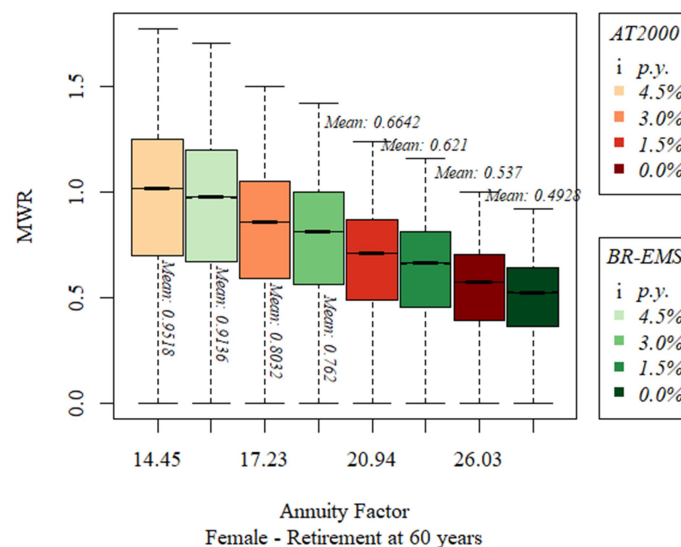 MWR
0.0
0.5
1.0
1.5
Mean: 0.9518
Mean: 0.9136
Mean: 0.8032
Mean: 0.762
Mean: 0.6642
Mean: 0.621
Mean: 0.537
Mean: 0.4928
14.45 17.23 20.94 26.03
Annuity Factor
Female - Retirement at 60 years
AT2000
i p.y.
4.5%
3.0%
1.5%
0.0%
BR-EMS
i p.y.
4.5%
3.0%
1.5%
0.0%